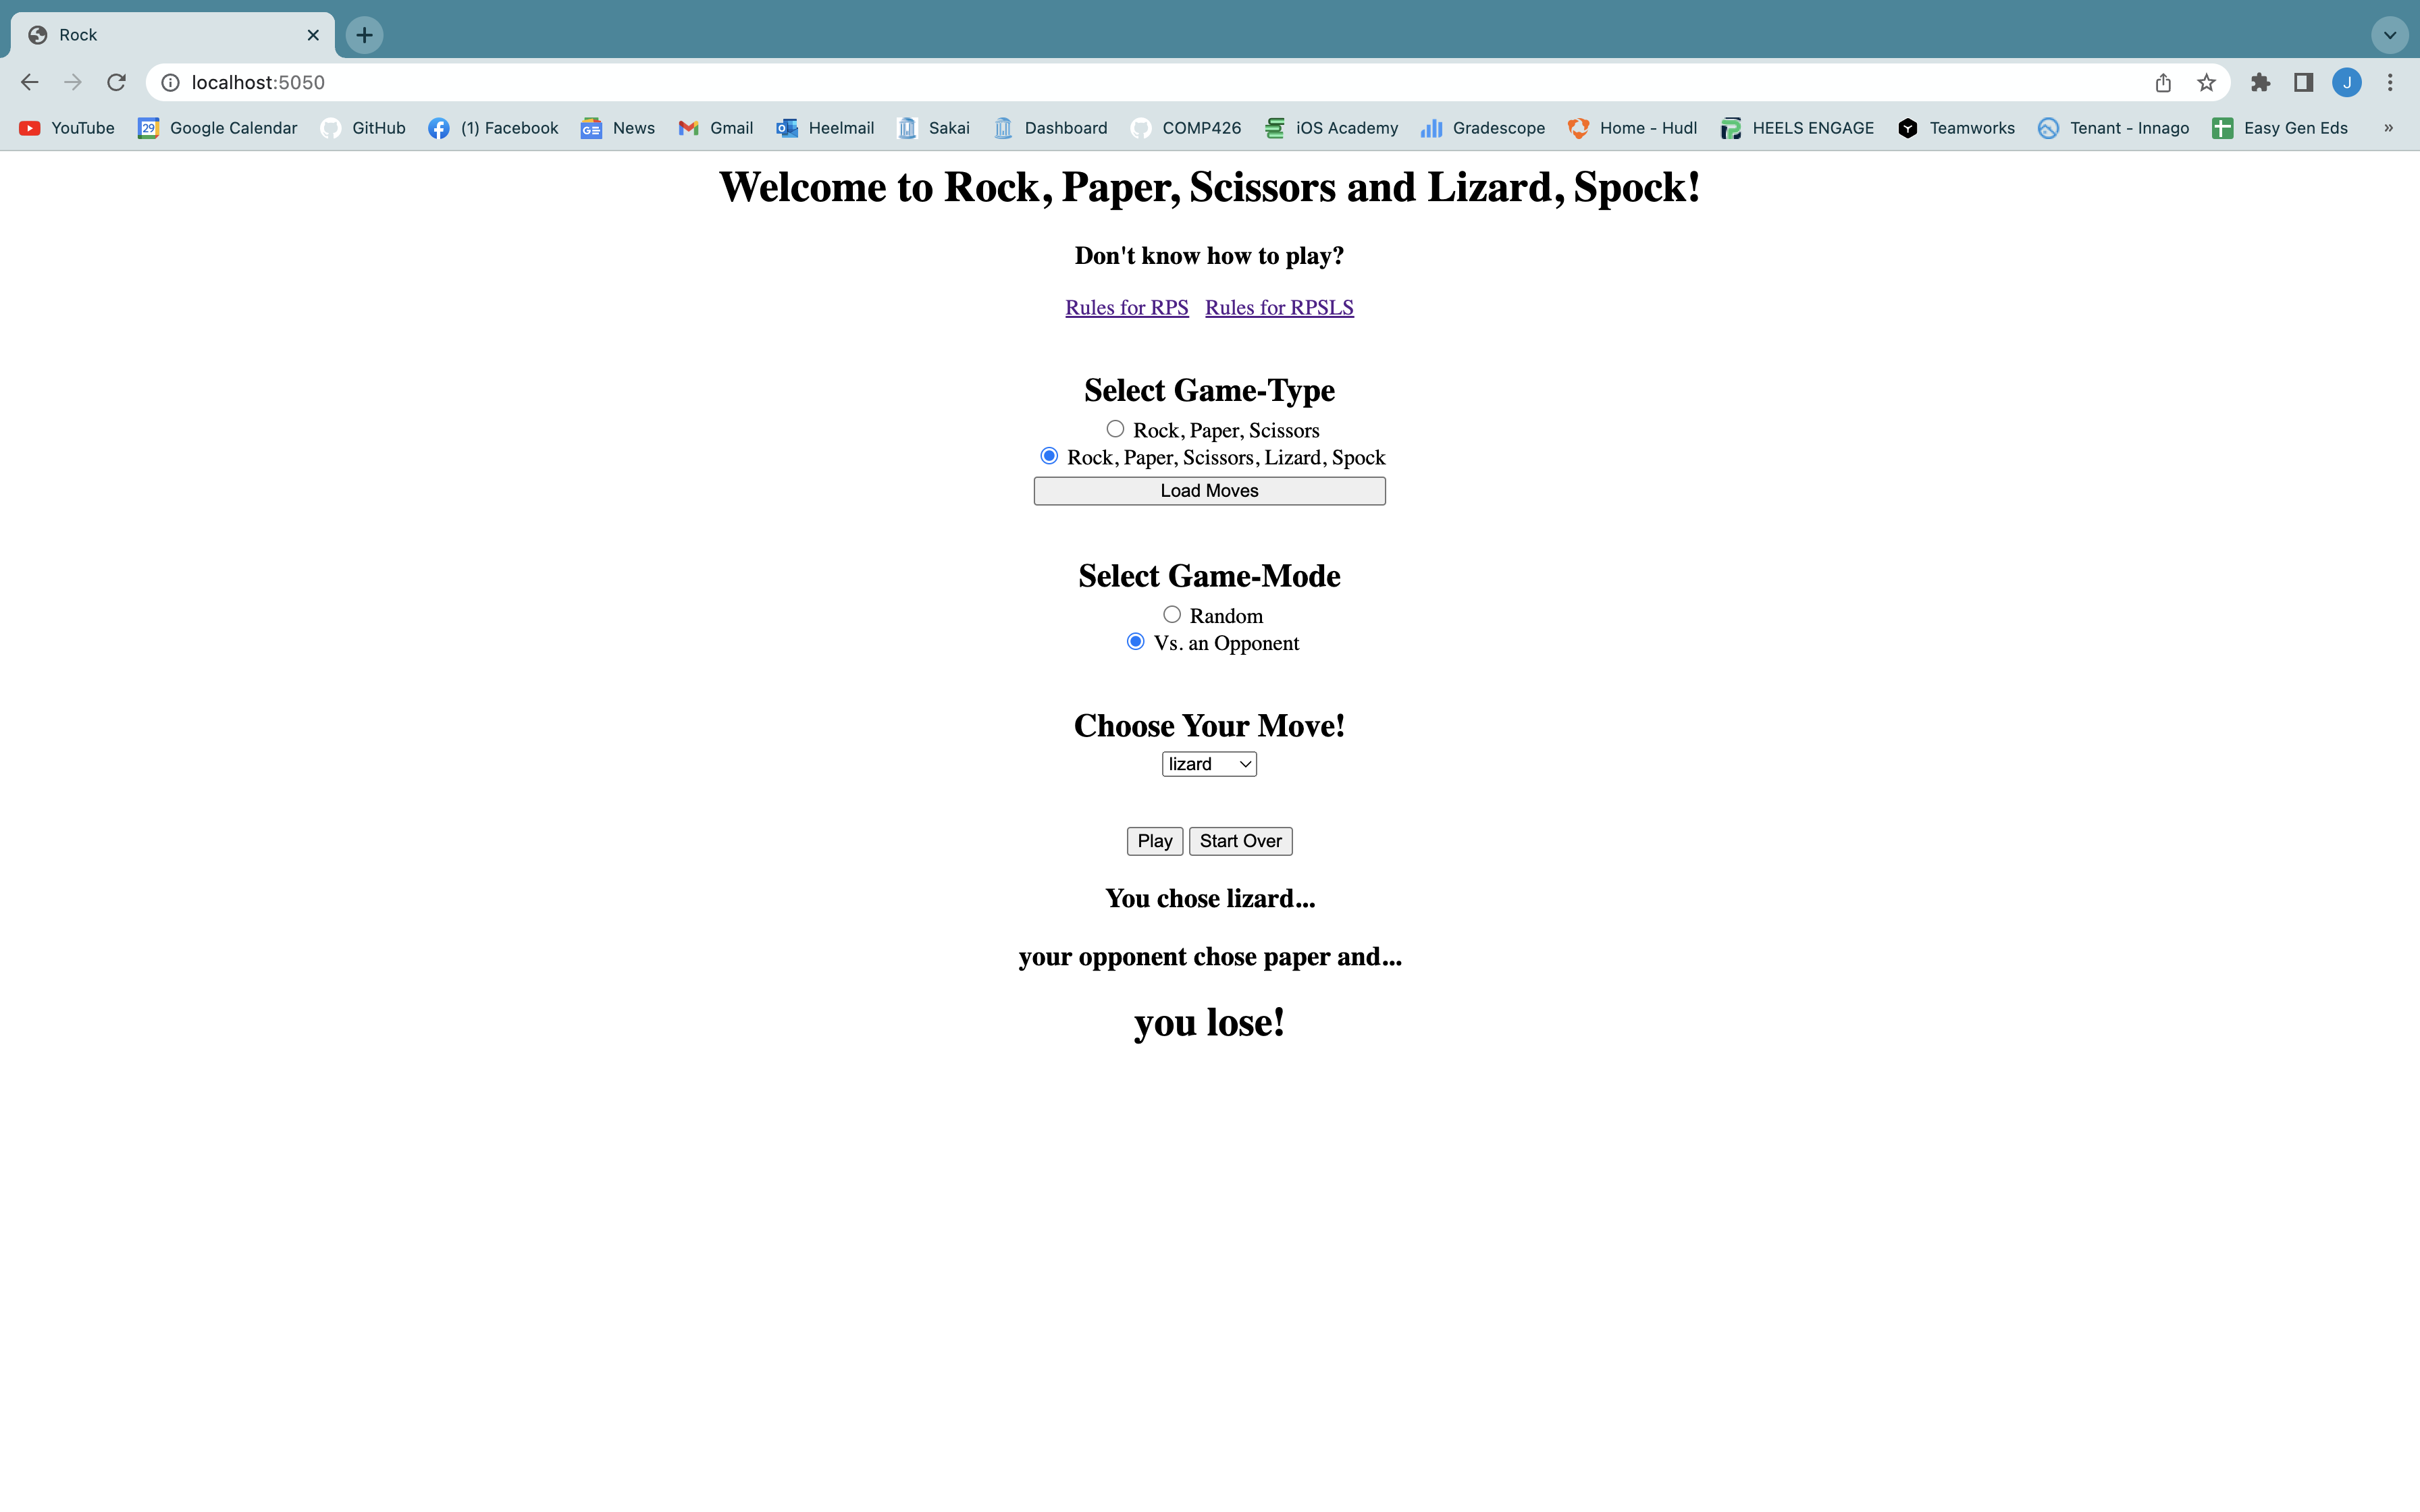 Rock
localhost:5050
YouTube 29 Google Calendar GitHub (1) Facebook GE News Gmail Heelmail Sakai Dashboard COMP426 iOS Academy Gradescope Home - Hudl HEELS ENGAGE Teamworks Tenant - Innago Easy Gen Eds »
J
Welcome to Rock, Paper, Scissors and Lizard, Spock!
Don't know how to play?
Rules for RPS Rules for RPSLS
Select Game-Type
Rock, Paper, Scissors
Rock, Paper, Scissors, Lizard, Spock
Load Moves
Select Game-Mode
Random
Vs. an Opponent
Choose Your Move!
lizard
Play Start Over
You chose lizard...
your opponent chose paper and...
you lose!